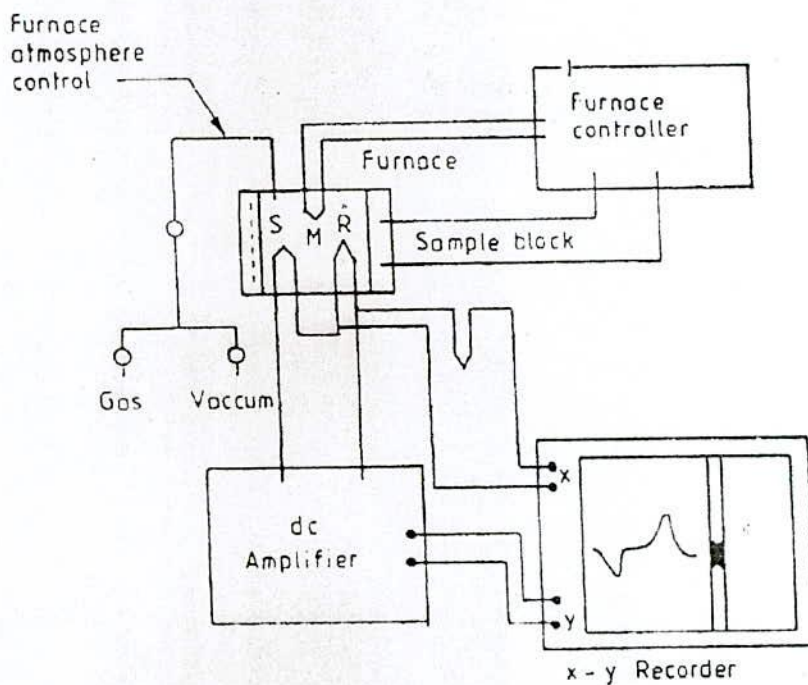 Furnace
atmosphere
control
Furnace
controller
Furnace
S
M
R
Sample block
Gas
Vaccum
x
dc
Amplifier
y
x - y Recorder